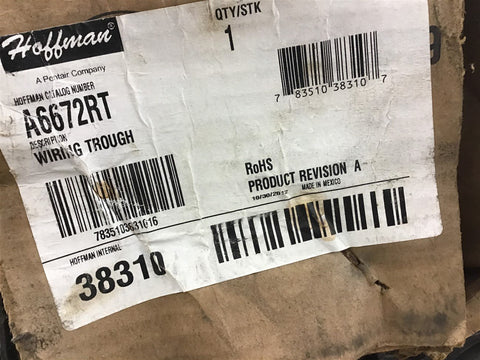 Hoffman
A Pentair Company
QTY/STK
1
7 83510 38310 7
HOFFMAN CATALOG NUMBER
A6672RT
DESCRIPTION
WIRING TROUGH
RoHS
PRODUCT REVISION A
MADE IN MEXICO
HOFFMAN INTERNAL
38310